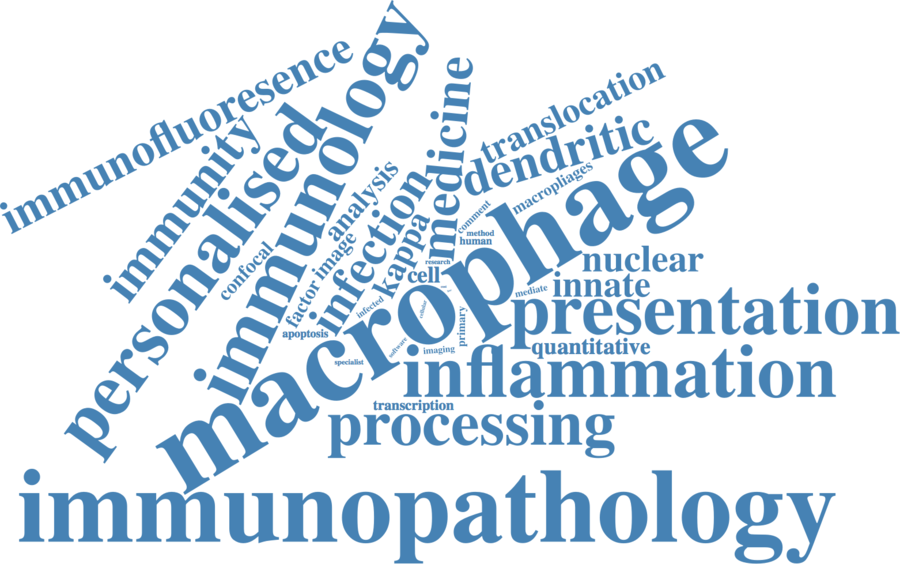 immunofluoresence
immunity
personalised
immunology
medicine
translocation
dendritic
macrophage
macropliages
comment
method
human
analysis
infection
kappa
confocal
factor
image
research
cell
infected
cellular
primary
mediate
nuclear
innate
presentation
apoptosis
specialist
software
imaging
quantitative
inflammation
transcription
processing
immunopathology